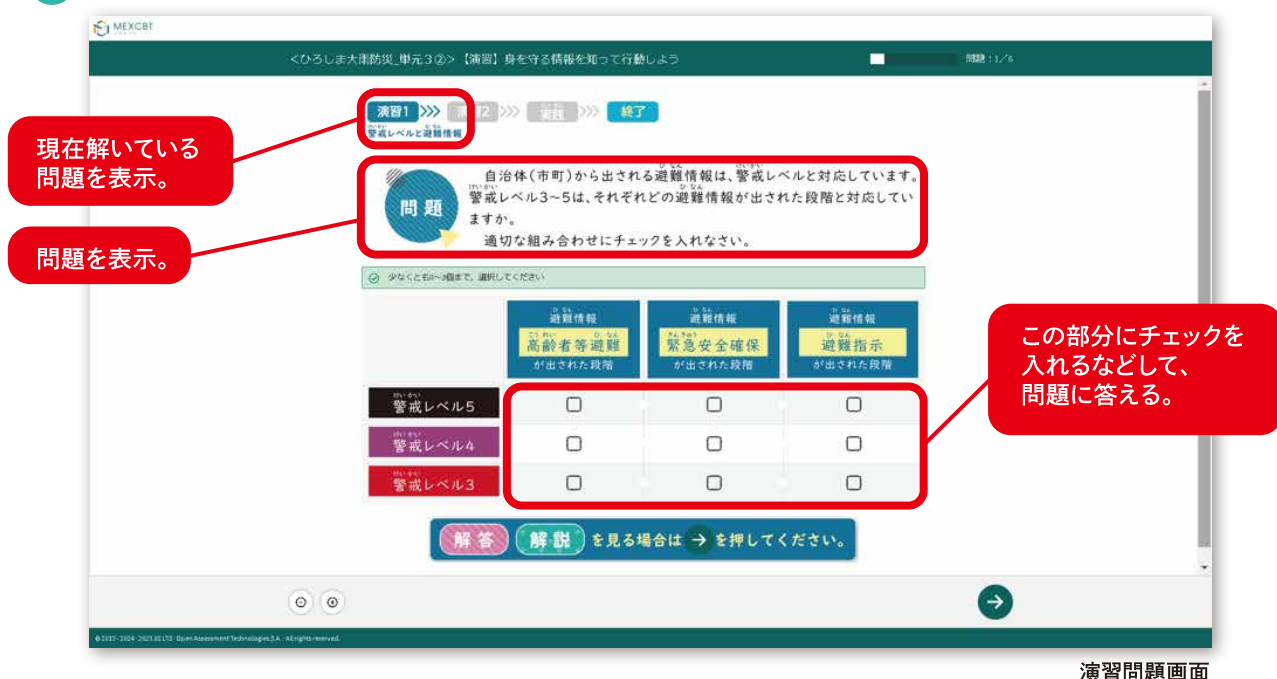 MEXCBT
<ひろしま大雨防災_単元3②>【演習】身を守る情報を知って行動しよう
問題:1/6
演習1 >>> 演習2 >>> 実践 >>> 終了
警戒レベルと避難情報
現在解いている
問題を表示。
問題
自治体(市町)から出される避難情報は、警戒レベルと対応しています。
警戒レベル3~5は、それぞれどの避難情報が出された段階と対応してい
ますか。
適切な組み合わせにチェックを入れなさい。
問題を表示。
選択してください
避難情報 避難情報 避難情報
高齢者等避難 緊急安全確保 避難指示
が出された段階 が出された段階 が出された段階
警戒レベル5
警戒レベル4
警戒レベル3
この部分にチェックを
入れるなどして、
問題に答える。
解答 解説 を見る場合は → を押してください。
Open Assessment Technologies S.A. All rights reserved.
演習問題画面